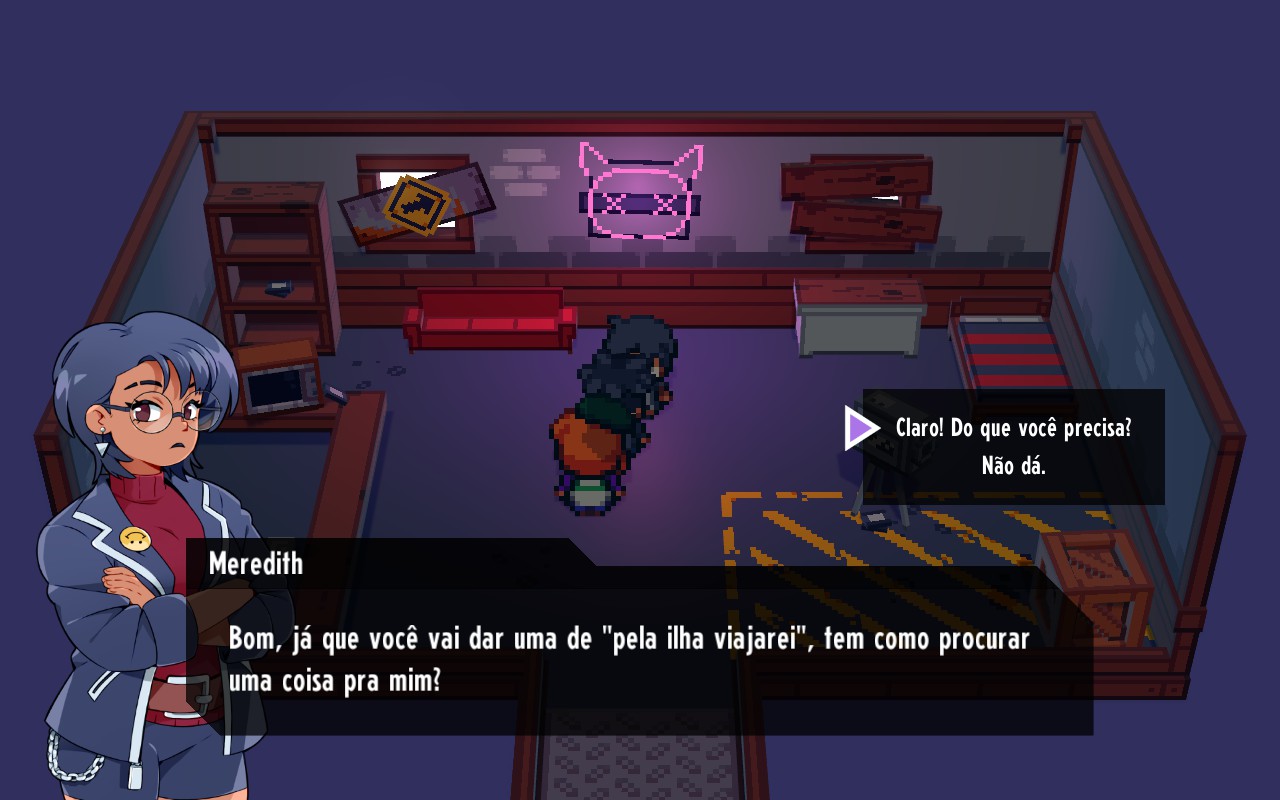 Claro! Do que você precisa?
Não dá.
Meredith
Bom, já que você vai dar uma de "pela ilha viajarei", tem como procurar
uma coisa pra mim?